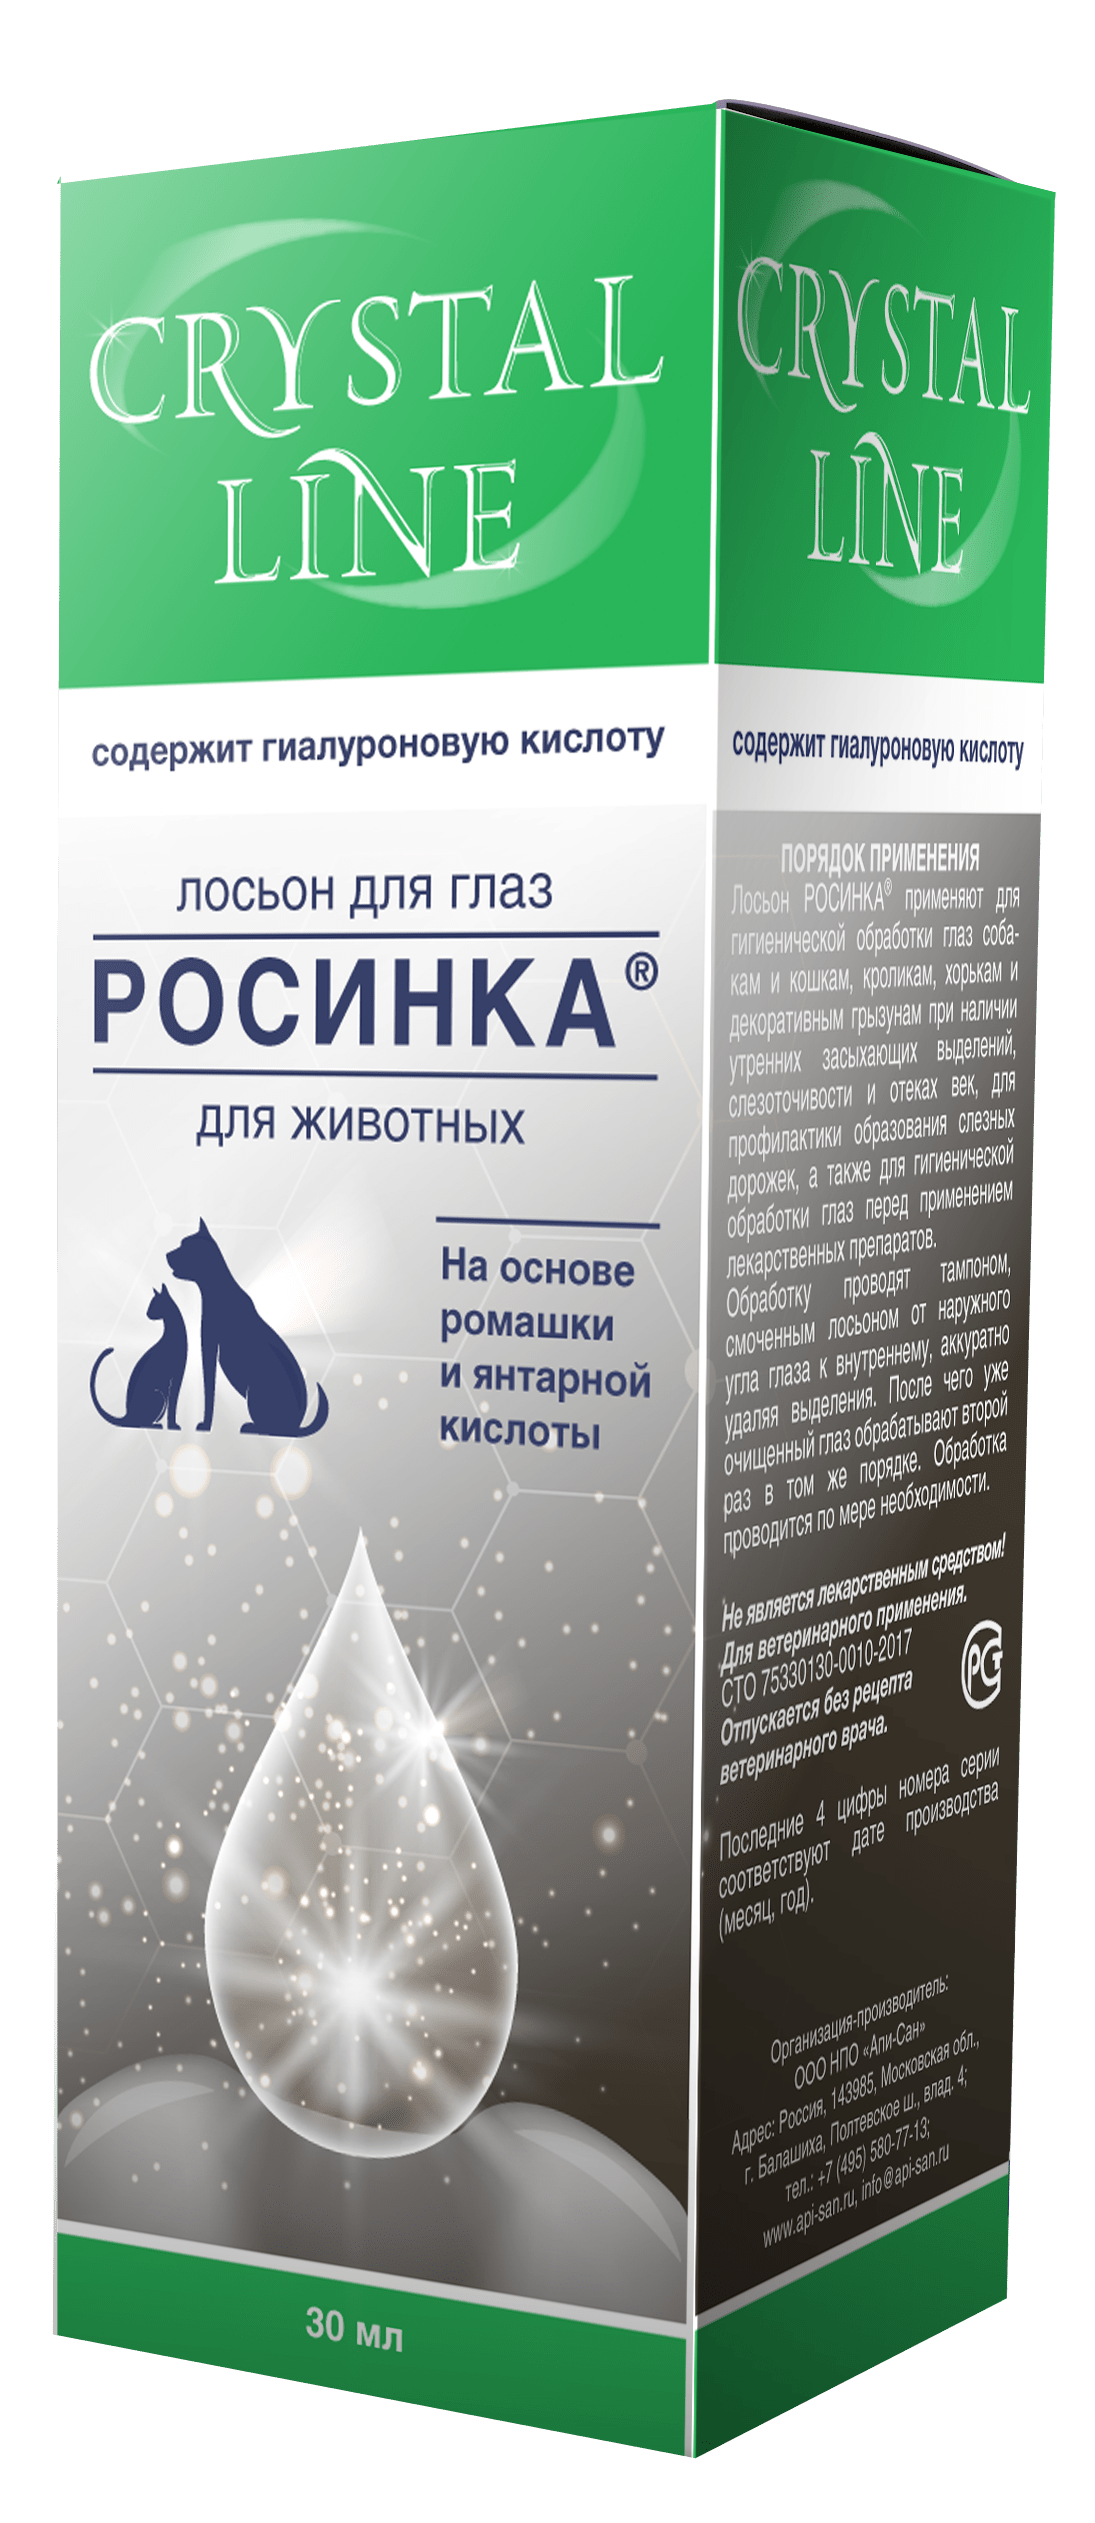 CRYSTAL
LINE
содержит гиалуроновую кислоту
лосьон для глаз
РОСИНКА®
для животных
На основе
ромашки
и янтарной
кислоты
30 мл
CRYSTAL
LINE
содержит гиалуроновую кислоту
ПОРЯДОК ПРИМЕНЕНИЯ
Лосьон РОСИНКА® применяют для
гигиенической обработки глаз соба-
кам и кошкам, кроликам, хорькам и
декоративным грызунам при наличии
утренних засыхающих выделений,
слезоточивости и отеках век, для
профилактики образования слезных
дорожек, а также для гигиенической
обработки глаз перед применением
лекарственных препаратов.
Обработку проводят тампоном,
смоченным лосьоном от наружного
угла глаза к внутреннему, аккуратно
удаляя выделения. После чего уже
очищенный глаз обрабатывают второй
раз в том же порядке. Обработка
проводится по мере необходимости.
Не является лекарственным средством!
Для ветеринарного применения.
СТО 75330130-0010-2017
Отпускается без рецепта
ветеринарного врача.
РСТ
Последние 4 цифры номера серии
соответствуют дате производства
(месяц, год).
Организация-производитель:
ООО НПО «Апи-Сан»
Адрес: Россия, 143985, Московская обл.,
г. Балашиха, Полтевское ш., влад. 4;
тел.: +7 (495) 580-77-13;
www.api-san.ru, info@api-san.ru